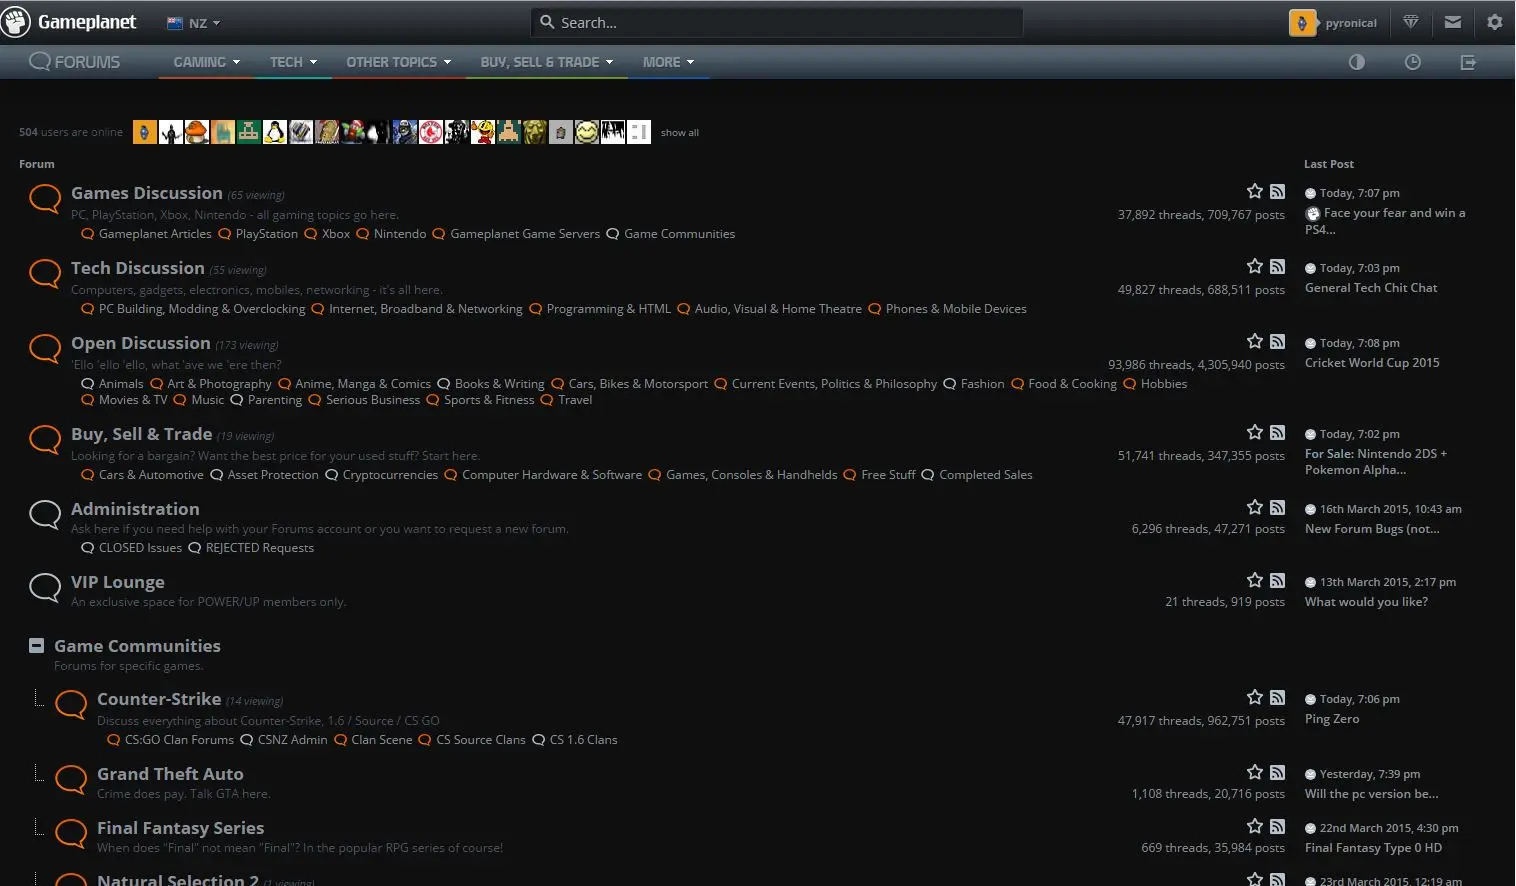 Gameplanet NZ Search... pyronical
FORUMS GAMING TECH OTHER TOPICS BUY, SELL & TRADE MORE
504 users are online show all
Forum Last Post
Games Discussion (65 viewing) Today, 7:07 pm
PC, PlayStation, Xbox, Nintendo - all gaming topics go here. 37,892 threads, 709,767 posts Face your fear and win a
PS4...
Gameplanet Articles PlayStation Xbox Nintendo Gameplanet Game Servers Game Communities
Tech Discussion (55 viewing) Today, 7:03 pm
Computers, gadgets, electronics, mobiles, networking - it's all here. 49,827 threads, 688,511 posts General Tech Chit Chat
PC Building, Modding & Overclocking Internet, Broadband & Networking Programming & HTML Audio, Visual & Home Theatre Phones & Mobile Devices
Open Discussion (173 viewing) Today, 7:08 pm
'Ello 'ello 'ello, what 'ave we 'ere then? 93,986 threads, 4,305,940 posts Cricket World Cup 2015
Animals Art & Photography Anime, Manga & Comics Books & Writing Cars, Bikes & Motorsport Current Events, Politics & Philosophy Fashion Food & Cooking Hobbies
Movies & TV Music Parenting Serious Business Sports & Fitness Travel
Buy, Sell & Trade (19 viewing) Today, 7:02 pm
Looking for a bargain? Want the best price for your used stuff? Start here. 51,741 threads, 347,355 posts For Sale: Nintendo 2DS +
Pokemon Alpha...
Cars & Automotive Asset Protection Cryptocurrencies Computer Hardware & Software Games, Consoles & Handhelds Free Stuff Completed Sales
Administration 16th March 2015, 10:43 am
Ask here if you need help with your Forums account or you want to request a new forum. 6,296 threads, 47,271 posts New Forum Bugs (not...
CLOSED Issues REJECTED Requests
VIP Lounge 13th March 2015, 2:17 pm
An exclusive space for POWER/UP members only. 21 threads, 919 posts What would you like?
Game Communities
Forums for specific games.
Counter-Strike (14 viewing) Today, 7:06 pm
Discuss everything about Counter-Strike, 1.6 / Source / CS GO 47,917 threads, 962,751 posts Ping Zero
CS:GO Clan Forums CSNZ Admin Clan Scene CS Source Clans CS 1.6 Clans
Grand Theft Auto Yesterday, 7:39 pm
Crime does pay. Talk GTA here. 1,108 threads, 20,716 posts Will the pc version be...
Final Fantasy Series 22nd March 2015, 4:30 pm
When does "Final" not mean "Final"? In the popular RPG series of course! 669 threads, 35,984 posts Final Fantasy Type 0 HD
Natural Selection 2 (1 viewing) 23rd March 2015, 12:19 am